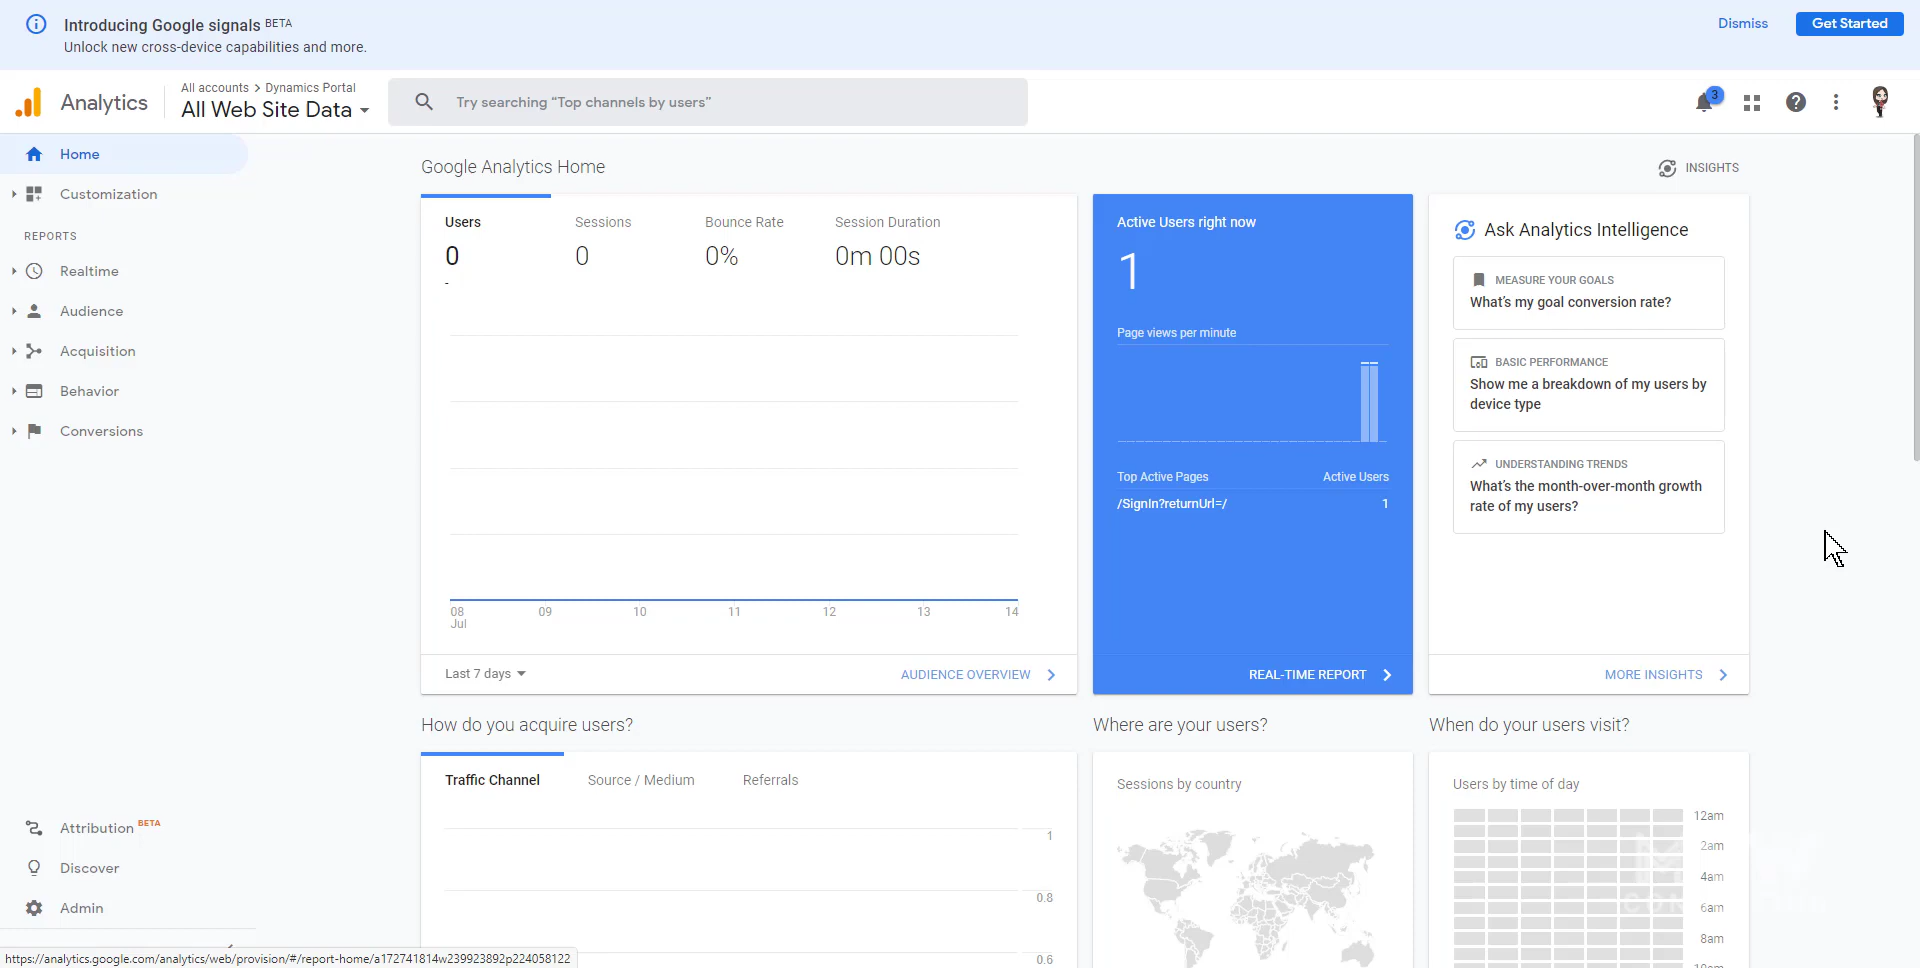 Introducing Google signals BETA
Unlock new cross-device capabilities and more.
Dismiss
Get Started
Analytics
All accounts > Dynamics Portal
All Web Site Data
Try searching “Top channels by users”
3
Home
Customization
REPORTS
Realtime
Audience
Acquisition
Behavior
Conversions
Attribution BETA
Discover
Admin
Google Analytics Home
INSIGHTS
Users
Sessions
Bounce Rate
Session Duration
0
0
0%
0m 00s
-
08
09
10
11
12
13
14
Jul
Last 7 days
AUDIENCE OVERVIEW
Active Users right now
1
Page views per minute
Top Active Pages
Active Users
/SignIn?returnUrl=/
1
REAL-TIME REPORT
Ask Analytics Intelligence
MEASURE YOUR GOALS
What’s my goal conversion rate?
BASIC PERFORMANCE
Show me a breakdown of my users by
device type
UNDERSTANDING TRENDS
What’s the month-over-month growth
rate of my users?
MORE INSIGHTS
How do you acquire users?
Traffic Channel
Source / Medium
Referrals
1
0.8
0.6
Where are your users?
Sessions by country
When do your users visit?
Users by time of day
12am
2am
4am
6am
8am
10am
https://analytics.google.com/analytics/web/provision/#/report-home/a172741814w239923892p224058122